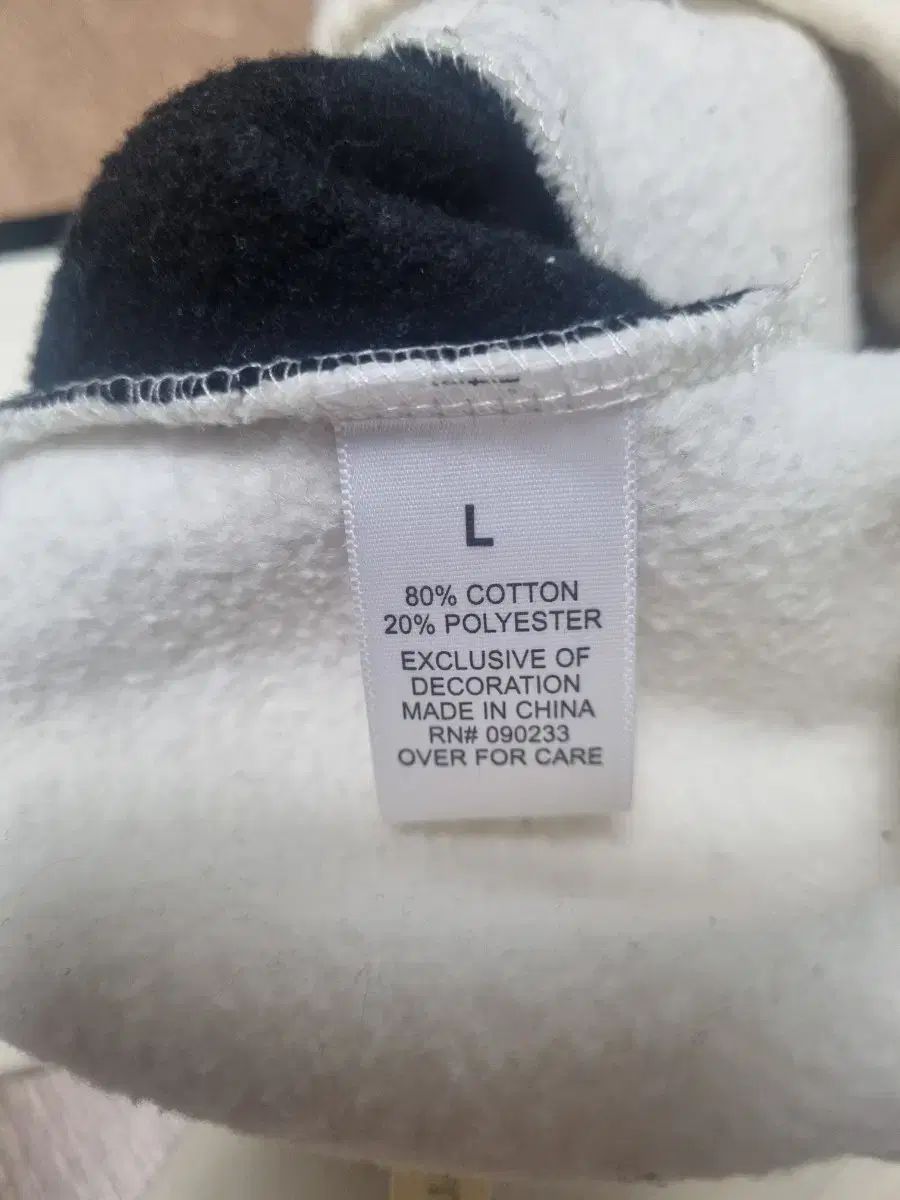 L
80% COTTON
20% POLYESTER
EXCLUSIVE OF
DECORATION
MADE IN CHINA
RN# 090233
OVER FOR CARE